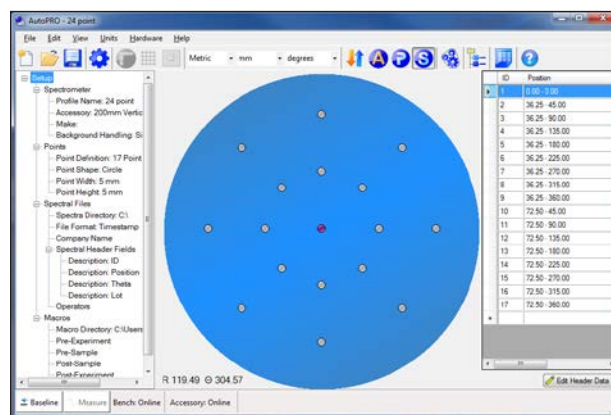 AutoPRO - 24 point
File Edit View Units Hardware Help
Metric mm degrees
Setup
Spectrometer
Profile Name: 24 point
Accessory: 200mm Vertic
Make:
Background Handling: Si
Points
Point Definition: 17 Point
Point Shape: Circle
Point Width: 5 mm
Point Height: 5 mm
Spectral Files
Spectra Directory: C:\
File Format: Timestamp
Company Name
Spectral Header Fields
Description: ID
Description: Position
Description: Theta
Description: Lot
Operators
Macros
Macro Directory: C:\Users
Pre-Experiment
Pre-Sample
Post-Sample
Post-Experiment
R 119.49 Θ 304.57
ID Position
1 0.00 - 0.00
2 36.25 - 45.00
3 36.25 - 90.00
4 36.25 - 135.00
5 36.25 - 180.00
6 36.25 - 225.00
7 36.25 - 270.00
8 36.25 - 315.00
9 36.25 - 360.00
10 72.50 - 45.00
11 72.50 - 90.00
12 72.50 - 135.00
13 72.50 - 180.00
14 72.50 - 225.00
15 72.50 - 270.00
16 72.50 - 315.00
17 72.50 - 360.00
Edit Header Data
Baseline Measure Bench: Online Accessory: Online